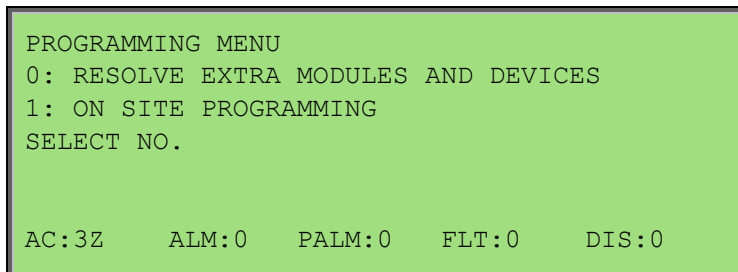 PROGRAMMING MENU
0: RESOLVE EXTRA MODULES AND DEVICES
1: ON SITE PROGRAMMING
SELECT NO.
AC:3Z ALM:0 PALM:0 FLT:0 DIS:0